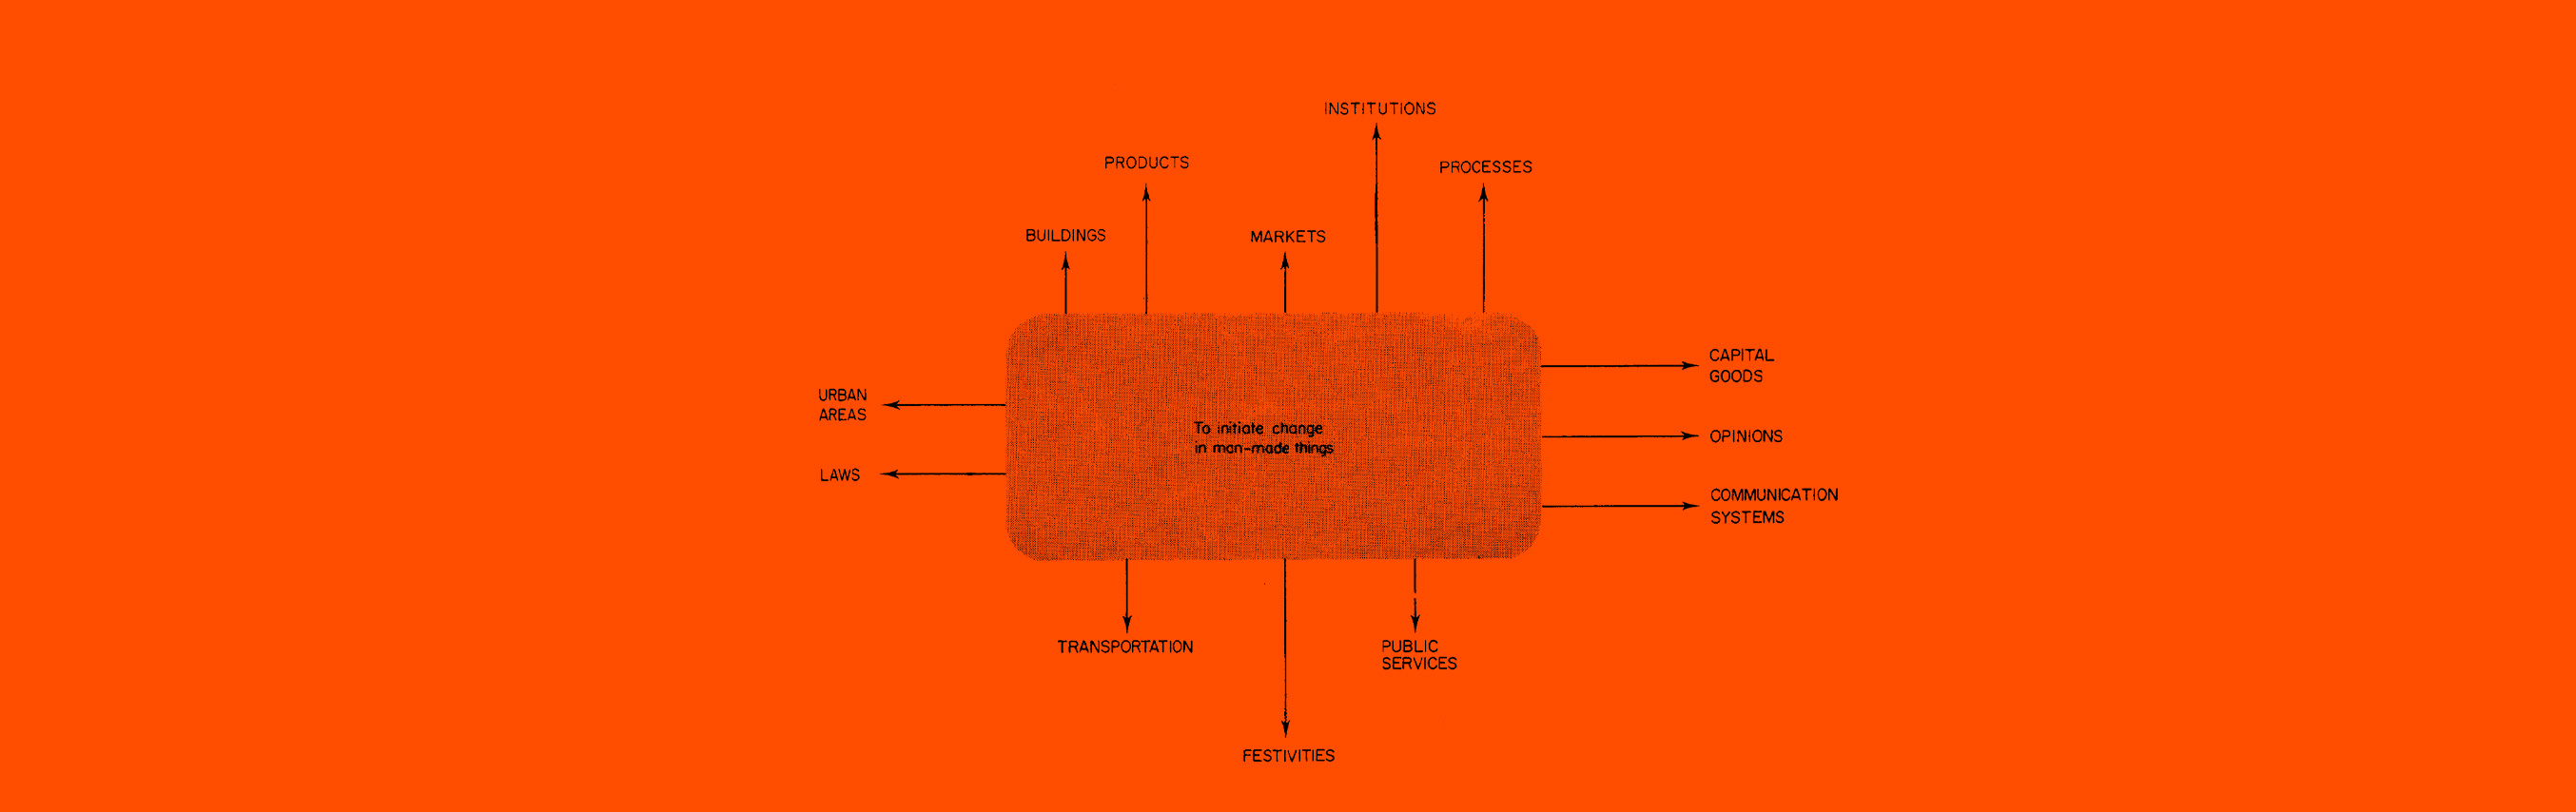 INSTITUTIONS
PRODUCTS
PROCESSES
BUILDINGS
MARKETS
CAPITAL
GOODS
URBAN
AREAS
To initiate change
in man-made things
OPINIONS
LAWS
COMMUNICATION
SYSTEMS
TRANSPORTATION
PUBLIC
SERVICES
FESTIVITIES